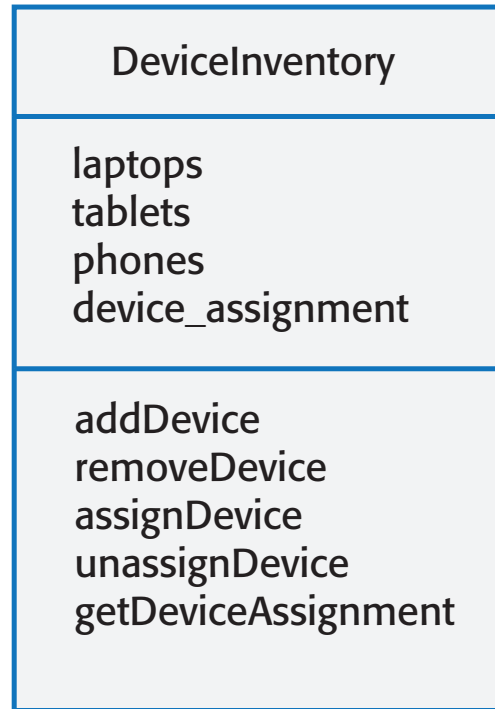 DeviceInventory
laptops
tablets
phones
device_assignment
addDevice
removeDevice
assignDevice
unassignDevice
getDeviceAssignment